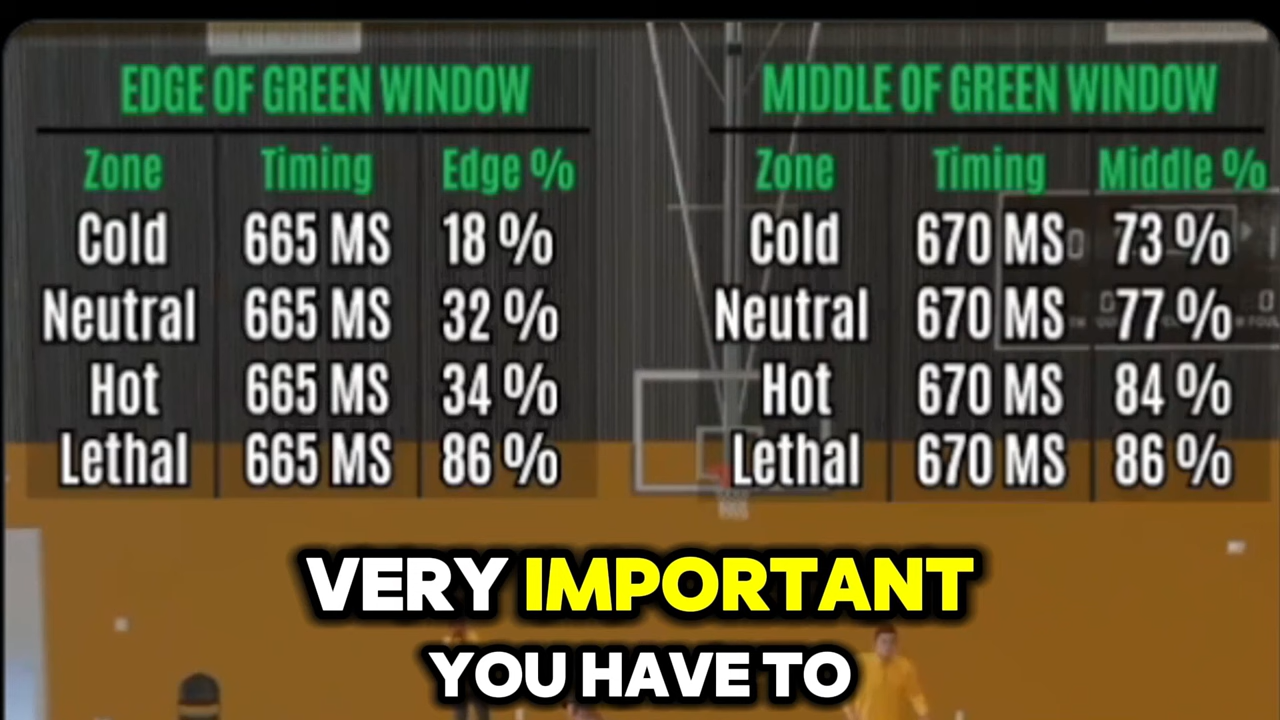 EDGE OF GREEN WINDOW
Zone Timing Edge %
Cold 665 MS 18 %
Neutral 665 MS 32 %
Hot 665 MS 34 %
Lethal 665 MS 86 %
MIDDLE OF GREEN WINDOW
Zone Timing Middle %
Cold 670 MS 73 %
Neutral 670 MS 77 %
Hot 670 MS 84 %
Lethal 670 MS 86 %
VERY IMPORTANT
YOU HAVE TO